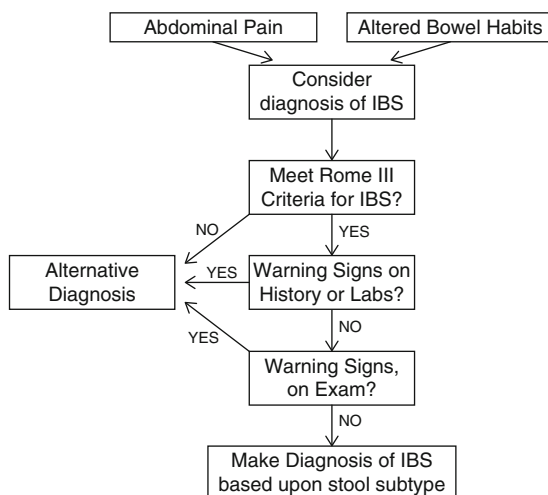 Abdominal Pain
Altered Bowel Habits
Consider
diagnosis of IBS
Meet Rome III
Criteria for IBS?
NO
YES
Alternative
Diagnosis
YES
Warning Signs on
History or Labs?
YES
NO
Warning Signs,
on Exam?
NO
Make Diagnosis of IBS
based upon stool subtype